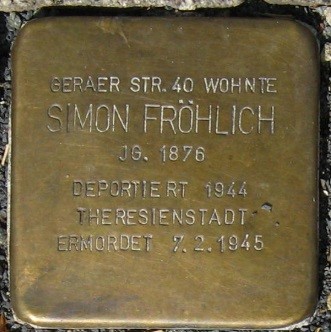 GERAER STR. 40 WOHNTE
SIMON FRÖHLICH
JG. 1876
DEPORTIERT 1944
THERESIENSTADT
ERMORDET 7.2.1945